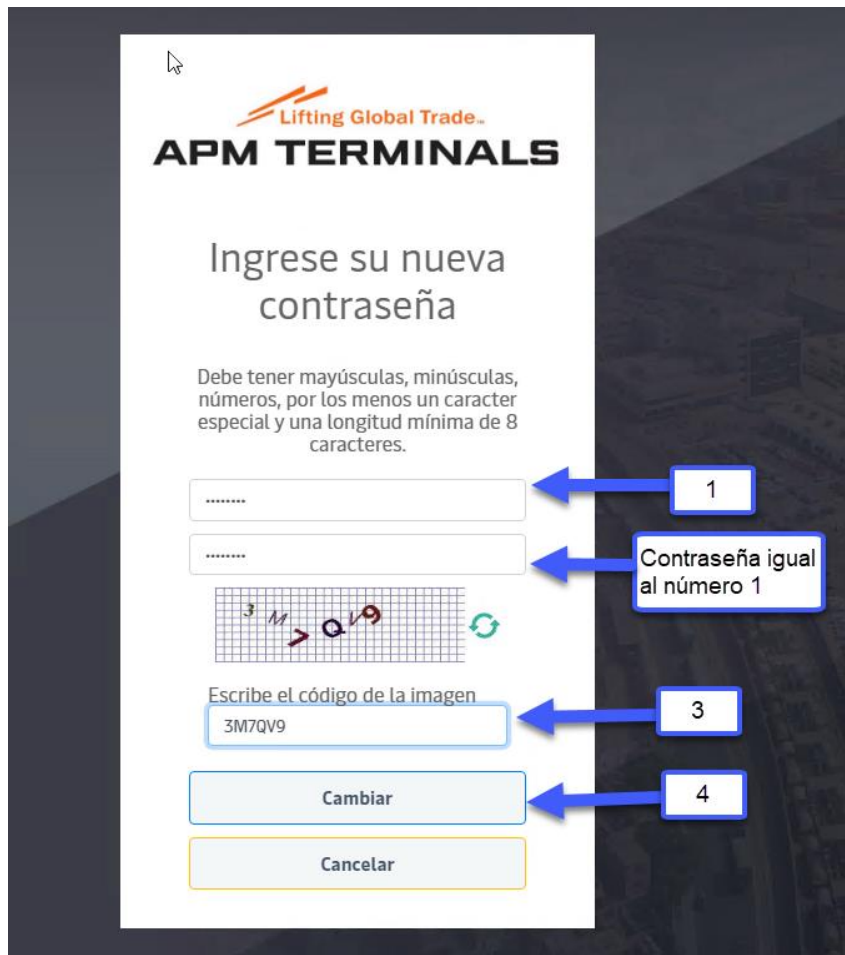 Lifting Global Trade™
APM TERMINALS
Ingrese su nueva
contraseña
Debe tener mayúsculas, minúsculas,
números, por los menos un caracter
especial y una longitud mínima de 8
caracteres.
........
1
........
Contraseña igual
al número 1
3M7QV9
Escribe el código de la imagen
3M7QV9
3
Cambiar
4
Cancelar